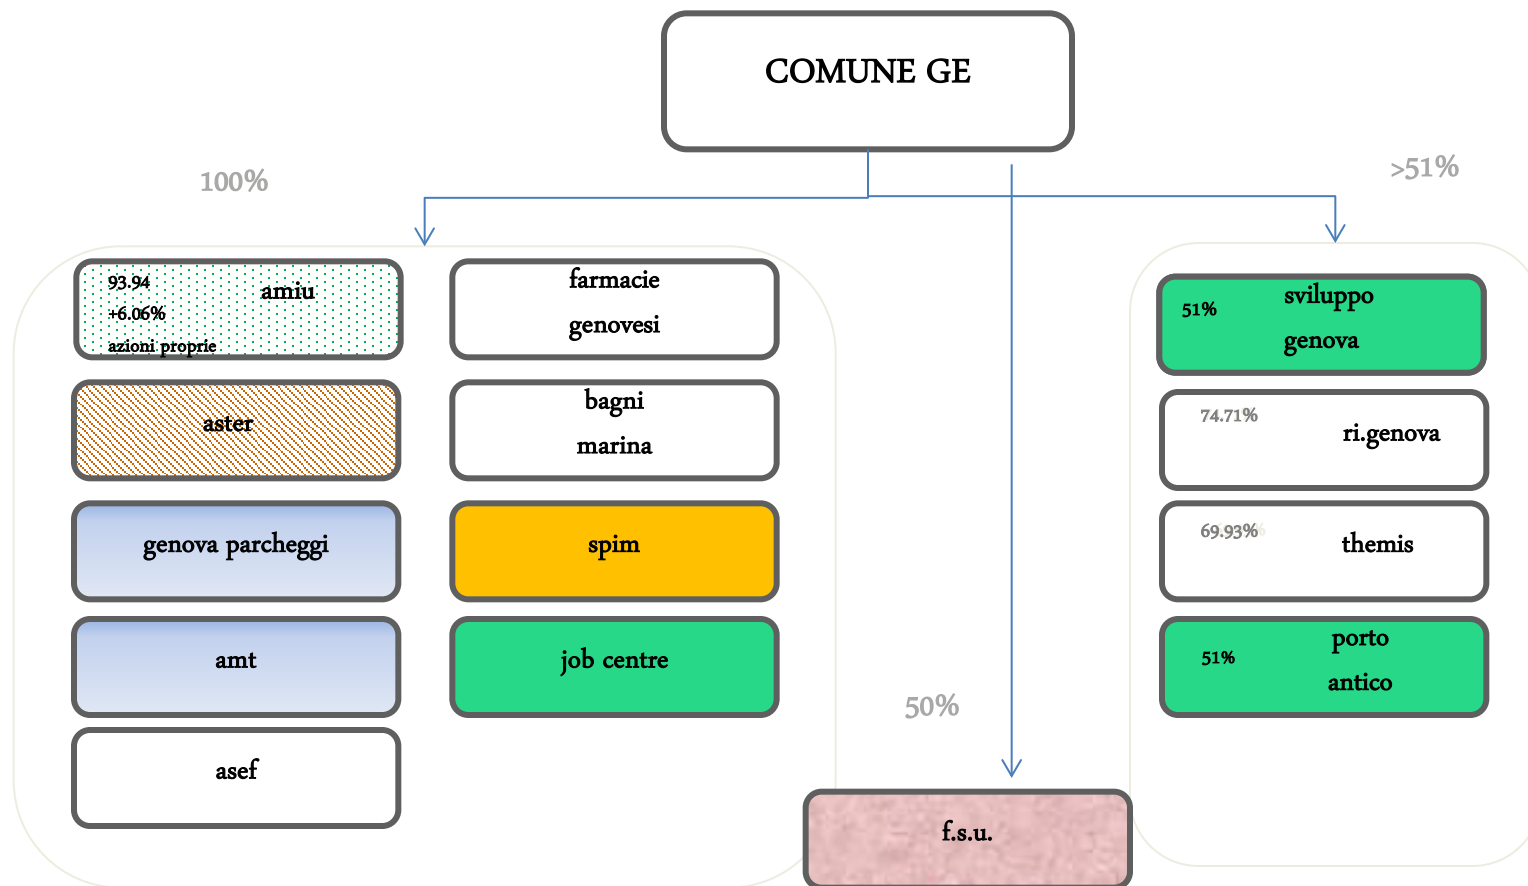 COMUNE GE
100%
>51%
93.94
+6.06%
azioni proprie
amiu
farmacie
genovesi
aster
bagni
marina
genova parcheggi
spim
amt
job centre
asef
50%
f.s.u.
51%
sviluppo
genova
74.71%
ri.genova
69.93%
themis
51%
porto
antico